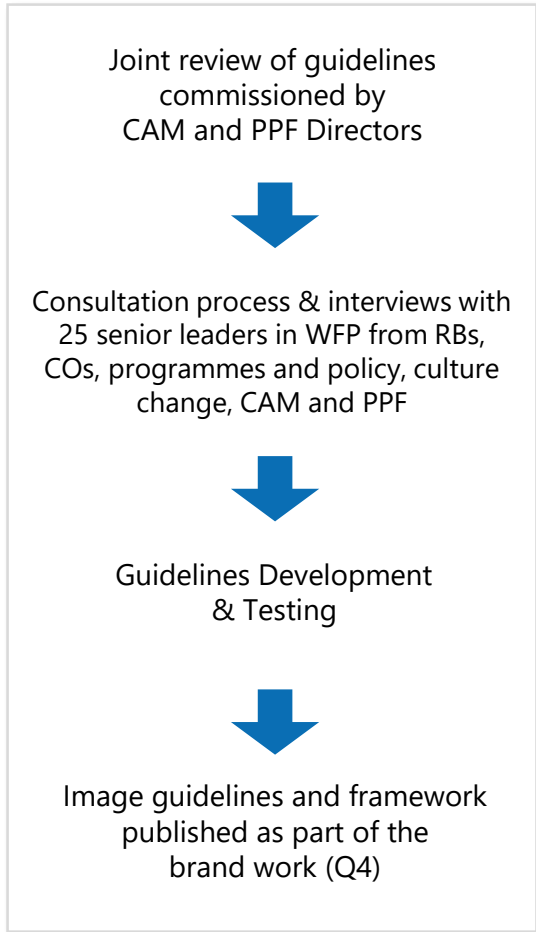 Joint review of guidelines
commissioned by
CAM and PPF Directors
Consultation process & interviews with
25 senior leaders in WFP from RBs,
COs, programmes and policy, culture
change, CAM and PPF
Guidelines Development
& Testing
Image guidelines and framework
published as part of the
brand work (Q4)